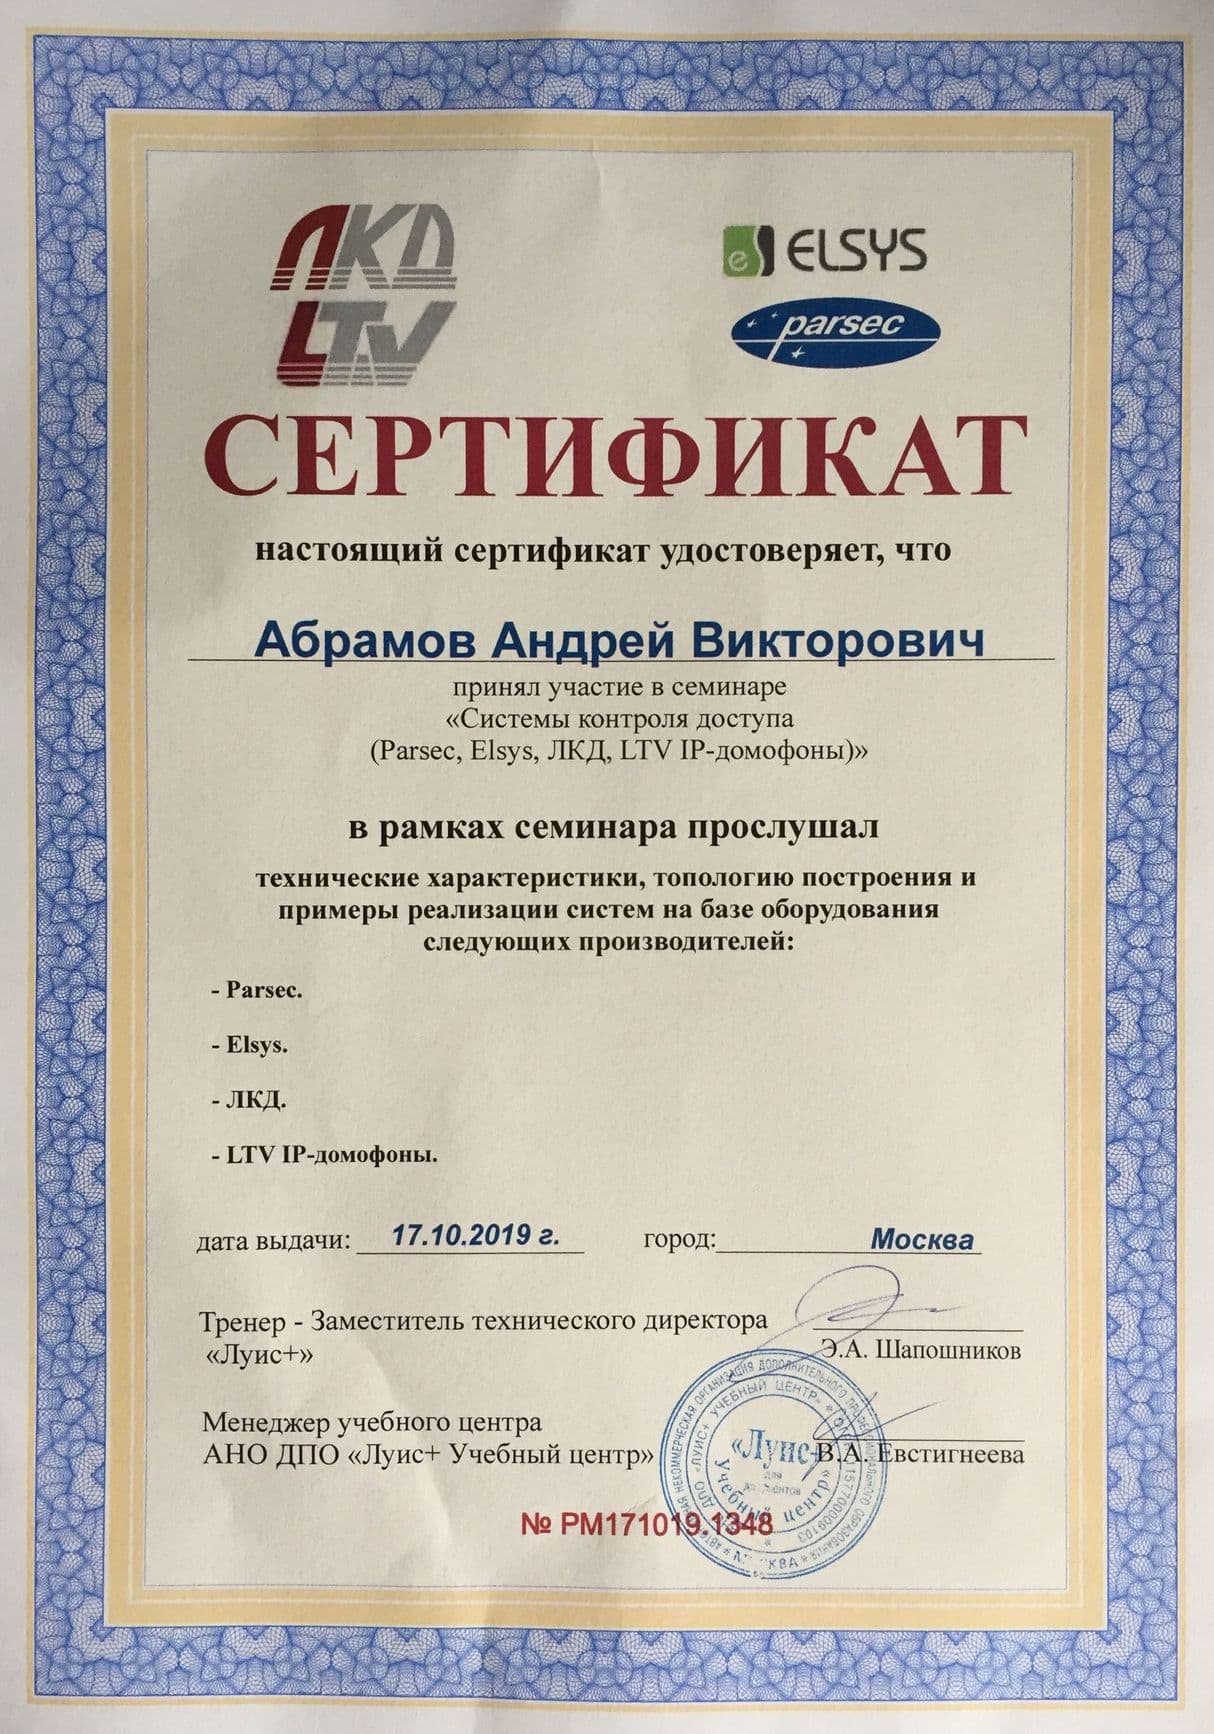 ЛКД
LTV
ELSYS
parsec
СЕРТИФИКАТ
настоящий сертификат удостоверяет, что
Абрамов Андрей Викторович
принял участие в семинаре
«Системы контроля доступа
(Parsec, Elsys, ЛКД, LTV IP-домофоны)»
в рамках семинара прослушал
технические характеристики, топологию построения и
примеры реализации систем на базе оборудования
следующих производителей:
- Parsec.
- Elsys.
- ЛКД.
- LTV IP-домофоны.
дата выдачи: 17.10.2019 г. город: Москва
Тренер - Заместитель технического директора
«Луис+»
Э.А. Шапошников
Менеджер учебного центра
АНО ДПО «Луис+ Учебный центр»
В.А. Евстигнеева
«Луис+
Учебный центр»
№ РМ171019.1348